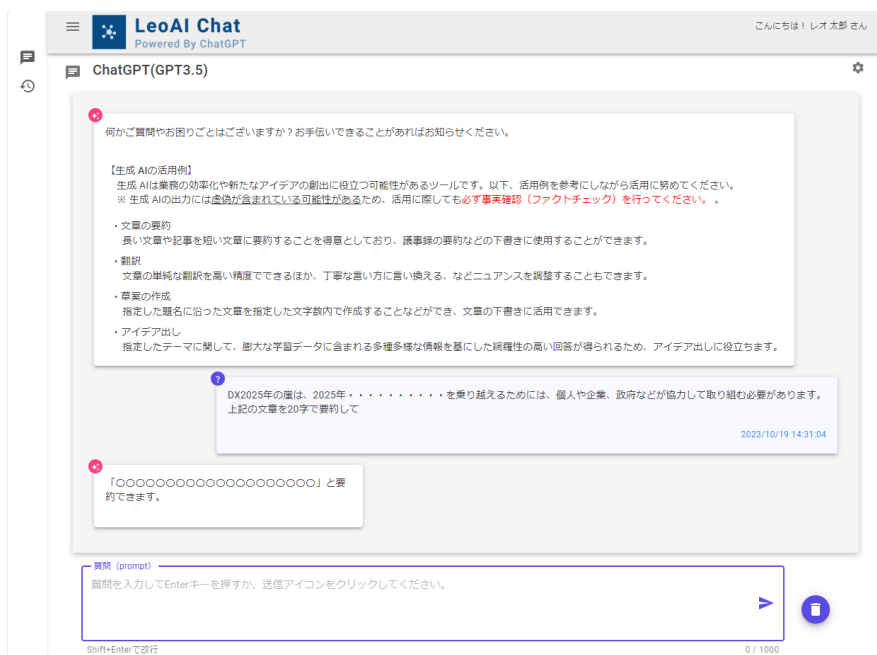 LeoAI Chat
Powered By ChatGPT
こんにちは！ レオ 太郎 さん
ChatGPT(GPT3.5)
何かご質問やお困りごとはございますか？お手伝いできることがあればお知らせください。
【生成 AIの活用例】
生成 AIは業務の効率化や新たなアイデアの創出に役立つ可能性があるツールです。以下、活用例を参考にしながら活用に努めてください。
※ 生成 AIの出力には虚偽が含まれている可能性があるため、活用に際しても必ず事実確認（ファクトチェック）を行ってください。 。
・文章の要約
長い文章や記事を短い文章に要約することを得意としており、議事録の要約などの下書きに使用することができます。
・翻訳
文章の単純な翻訳を高い精度でできるほか、丁寧な言い方に言い換える、などニュアンスを調整することもできます。
・草案の作成
指定した題名に沿った文章を指定した文字数内で作成することなどができ、文章の下書きに活用できます。
・アイデア出し
指定したテーマに関して、膨大な学習データに含まれる多種多様な情報を基にした網羅性の高い回答が得られるため、アイデア出しに役立ちます。
?
DX2025年の崖は、2025年・・・・・・・・・・を乗り越えるためには、個人や企業、政府などが協力して取り組む必要があります。
上記の文章を20字で要約して
2023/10/19 14:31:04
「〇〇〇〇〇〇〇〇〇〇〇〇〇〇〇〇〇〇〇〇」と要
約できます。
質問（prompt）
質問を入力してEnterキーを押すか、送信アイコンをクリックしてください。
Shift+Enterで改行
0 / 1000